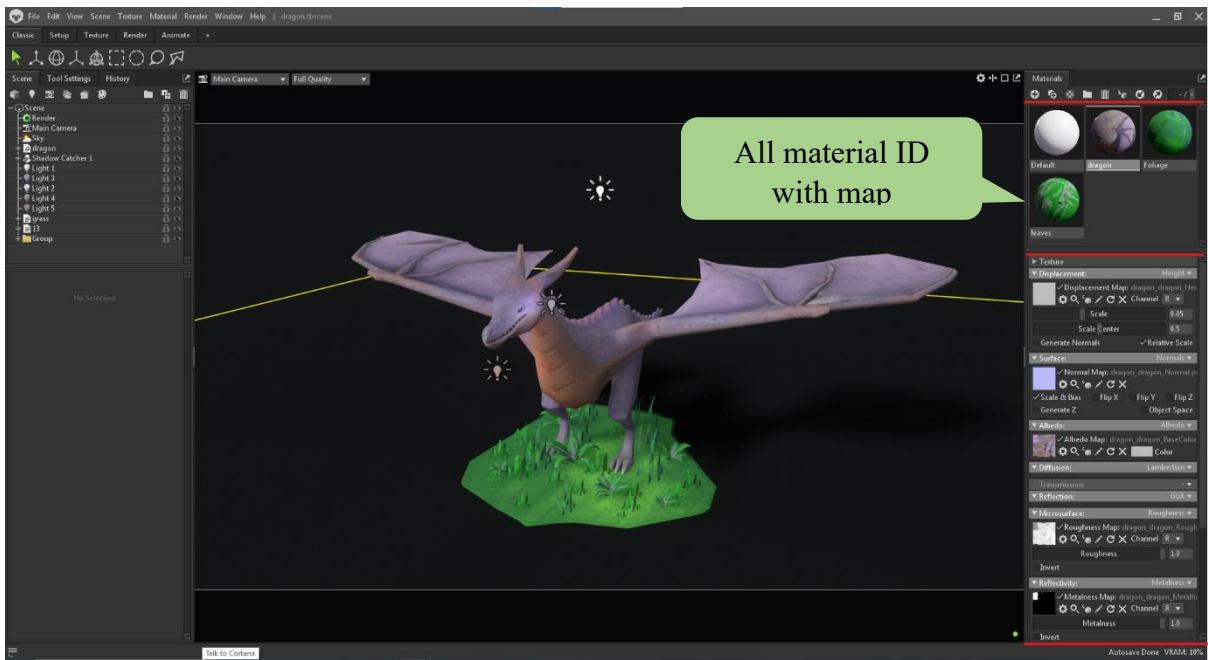 File Edit View Scene Texture Material Render Window Help | dragon.tbscene
Classic Setup Texture Render Animate +
Scene Tool Settings History
Main Camera Full Quality
Materials
- /
Scene
Render
Main Camera
Sky
dragon
Shadow Catcher 1
Light 1
Light 3
Light 2
Light 4
Light 5
grass
13
Group
No Selection
All material ID
with map
Default dragon Foliage
leaves
Texture
Displacement: Height
Displacement Map: dragon_dragon_Hei
Channel R
Scale 0.05
Scale Center 0.5
Generate Normals Relative Scale
Surface: Normals
Normal Map: dragon_dragon_Normal.p
Scale & Bias Flip X Flip Y Flip Z
Generate Z Object Space
Albedo: Albedo
Albedo Map: dragon_dragon_BaseColor
Color
Diffusion: Lambertian
Transmission:
Reflection: GGX
Microsurface: Roughness
Roughness Map: dragon_dragon_Rough
Channel R
Roughness 1.0
Invert
Reflectivity: Metalness
Metalness Map: dragon_dragon_Metalli
Channel R
Metalness 1.0
Invert
Talk to Cortana
Autosave Done VRAM: 10%